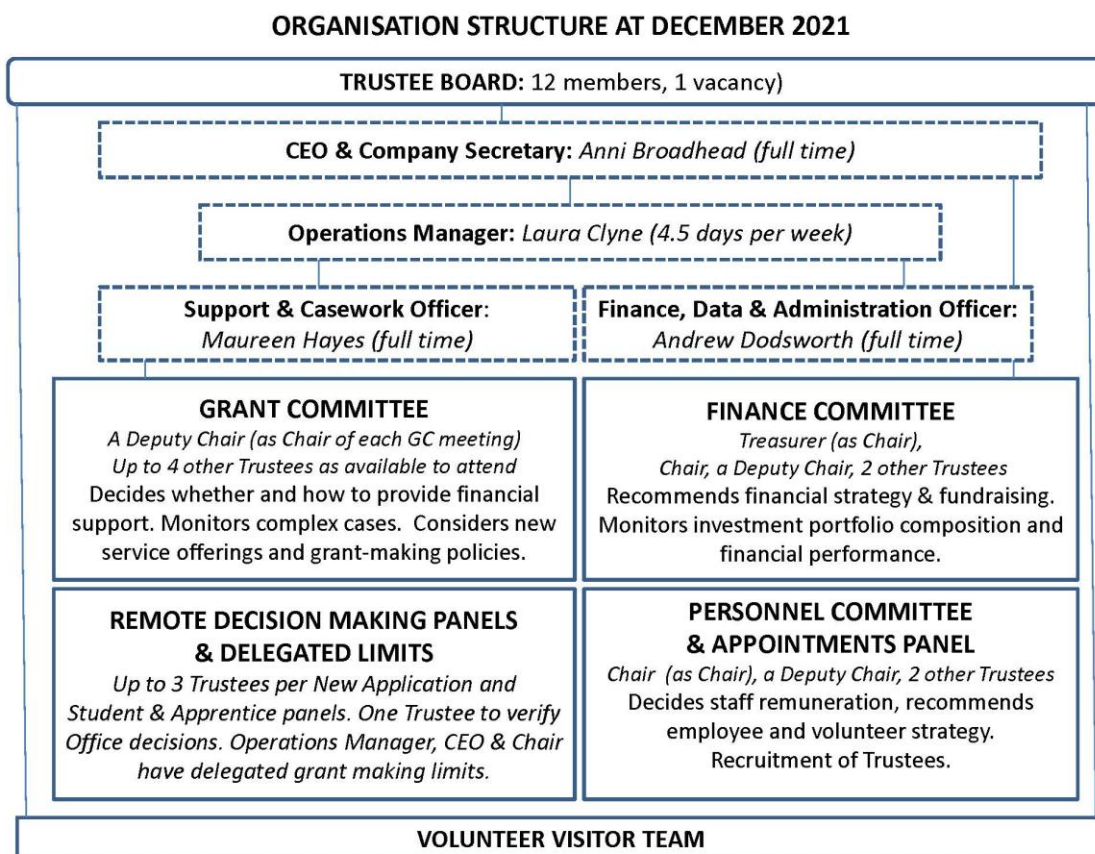 ORGANISATION STRUCTURE AT DECEMBER 2021
TRUSTEE BOARD: 12 members, 1 vacancy)
CEO & Company Secretary: Anni Broadhead (full time)
Operations Manager: Laura Clyne (4.5 days per week)
Support & Casework Officer:
Maureen Hayes (full time)
Finance, Data & Administration Officer:
Andrew Dodsworth (full time)
GRANT COMMITTEE
A Deputy Chair (as Chair of each GC meeting)
Up to 4 other Trustees as available to attend
Decides whether and how to provide financial
support. Monitors complex cases.  Considers new
service offerings and grant-making policies.
FINANCE COMMITTEE
Treasurer (as Chair),
Chair, a Deputy Chair, 2 other Trustees
Recommends financial strategy & fundraising.
Monitors investment portfolio composition and
financial performance.
REMOTE DECISION MAKING PANELS
& DELEGATED LIMITS
Up to 3 Trustees per New Application and
Student & Apprentice panels. One Trustee to verify
Office decisions. Operations Manager, CEO & Chair
have delegated grant making limits.
PERSONNEL COMMITTEE
& APPOINTMENTS PANEL
Chair  (as Chair), a Deputy Chair, 2 other Trustees
Decides staff remuneration, recommends
employee and volunteer strategy.
Recruitment of Trustees.
VOLUNTEER VISITOR TEAM